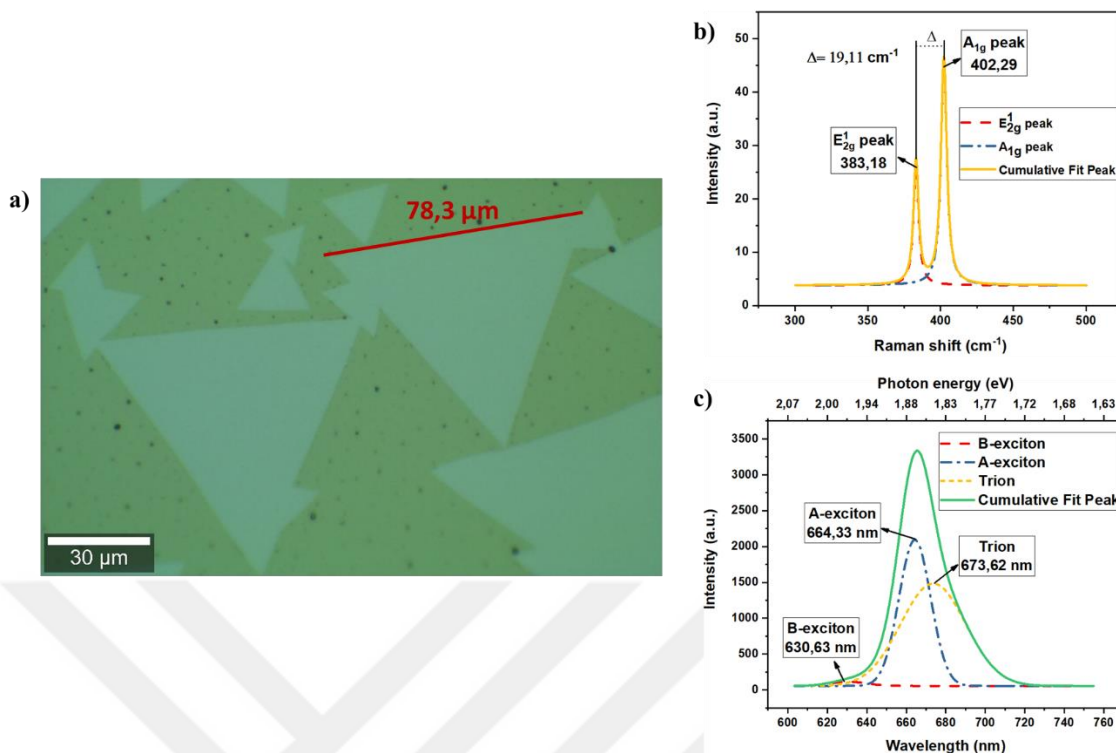 a)
78,3 µm
30 µm
b)
Δ= 19,11 cm⁻¹
Δ
A₁g peak
402,29
E¹₂g peak
383,18
E¹₂g peak
A₁g peak
Cumulative Fit Peak
Intensity (a.u.)
50
45
40
35
30
25
20
15
10
5
0
300 350 400 450 500
Raman shift (cm⁻¹)
c)
Photon energy (eV)
2,07 2,00 1,94 1,88 1,83 1,77 1,72 1,68 1,63
B-exciton
A-exciton
Trion
Cumulative Fit Peak
A-exciton
664,33 nm
Trion
673,62 nm
B-exciton
630,63 nm
Intensity (a.u.)
3500
3000
2500
2000
1500
1000
500
0
600 620 640 660 680 700 720 740 760
Wavelength (nm)